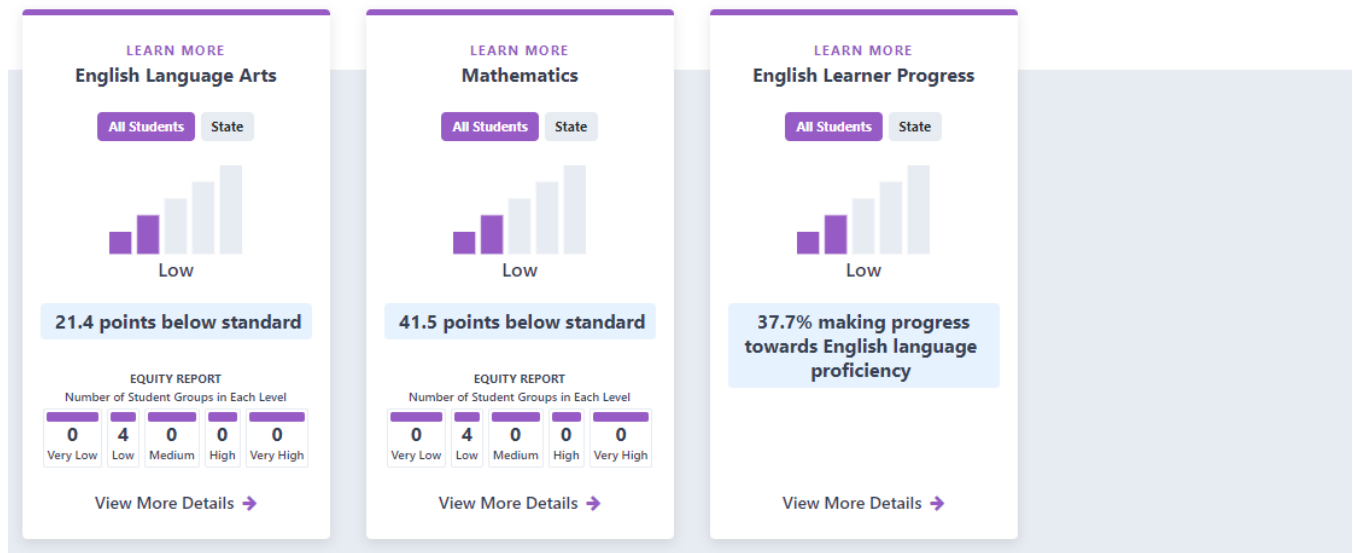 LEARN MORE
English Language Arts
All Students State
Low
21.4 points below standard
EQUITY REPORT
Number of Student Groups in Each Level
0 4 0 0 0
Very Low Low Medium High Very High
View More Details
LEARN MORE
Mathematics
All Students State
Low
41.5 points below standard
EQUITY REPORT
Number of Student Groups in Each Level
0 4 0 0 0
Very Low Low Medium High Very High
View More Details
LEARN MORE
English Learner Progress
All Students State
Low
37.7% making progress
towards English language
proficiency
View More Details